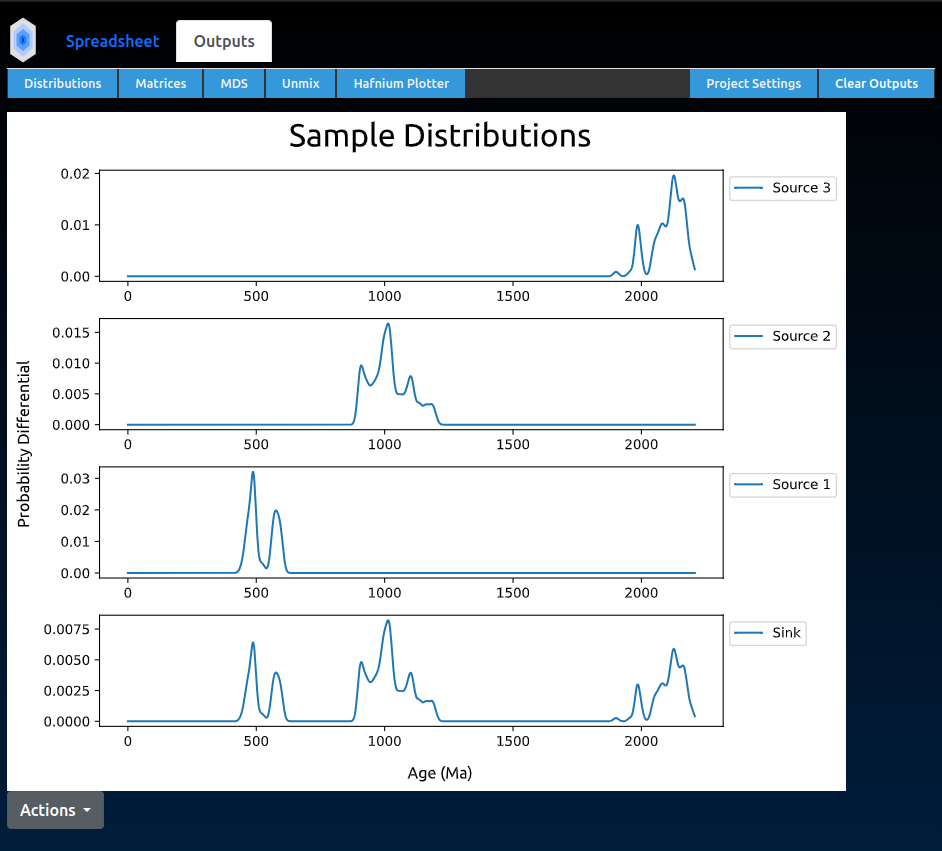 Spreadsheet Outputs
Distributions Matrices MDS Unmix Hafnium Plotter Project Settings Clear Outputs
Sample Distributions
0.02
0.01
0.00
0 500 1000 1500 2000
Source 3
0.015
0.010
0.005
0.000
0 500 1000 1500 2000
Source 2
Probability Differential
0.03
0.02
0.01
0.00
0 500 1000 1500 2000
Source 1
0.0075
0.0050
0.0025
0.0000
0 500 1000 1500 2000
Sink
Age (Ma)
Actions